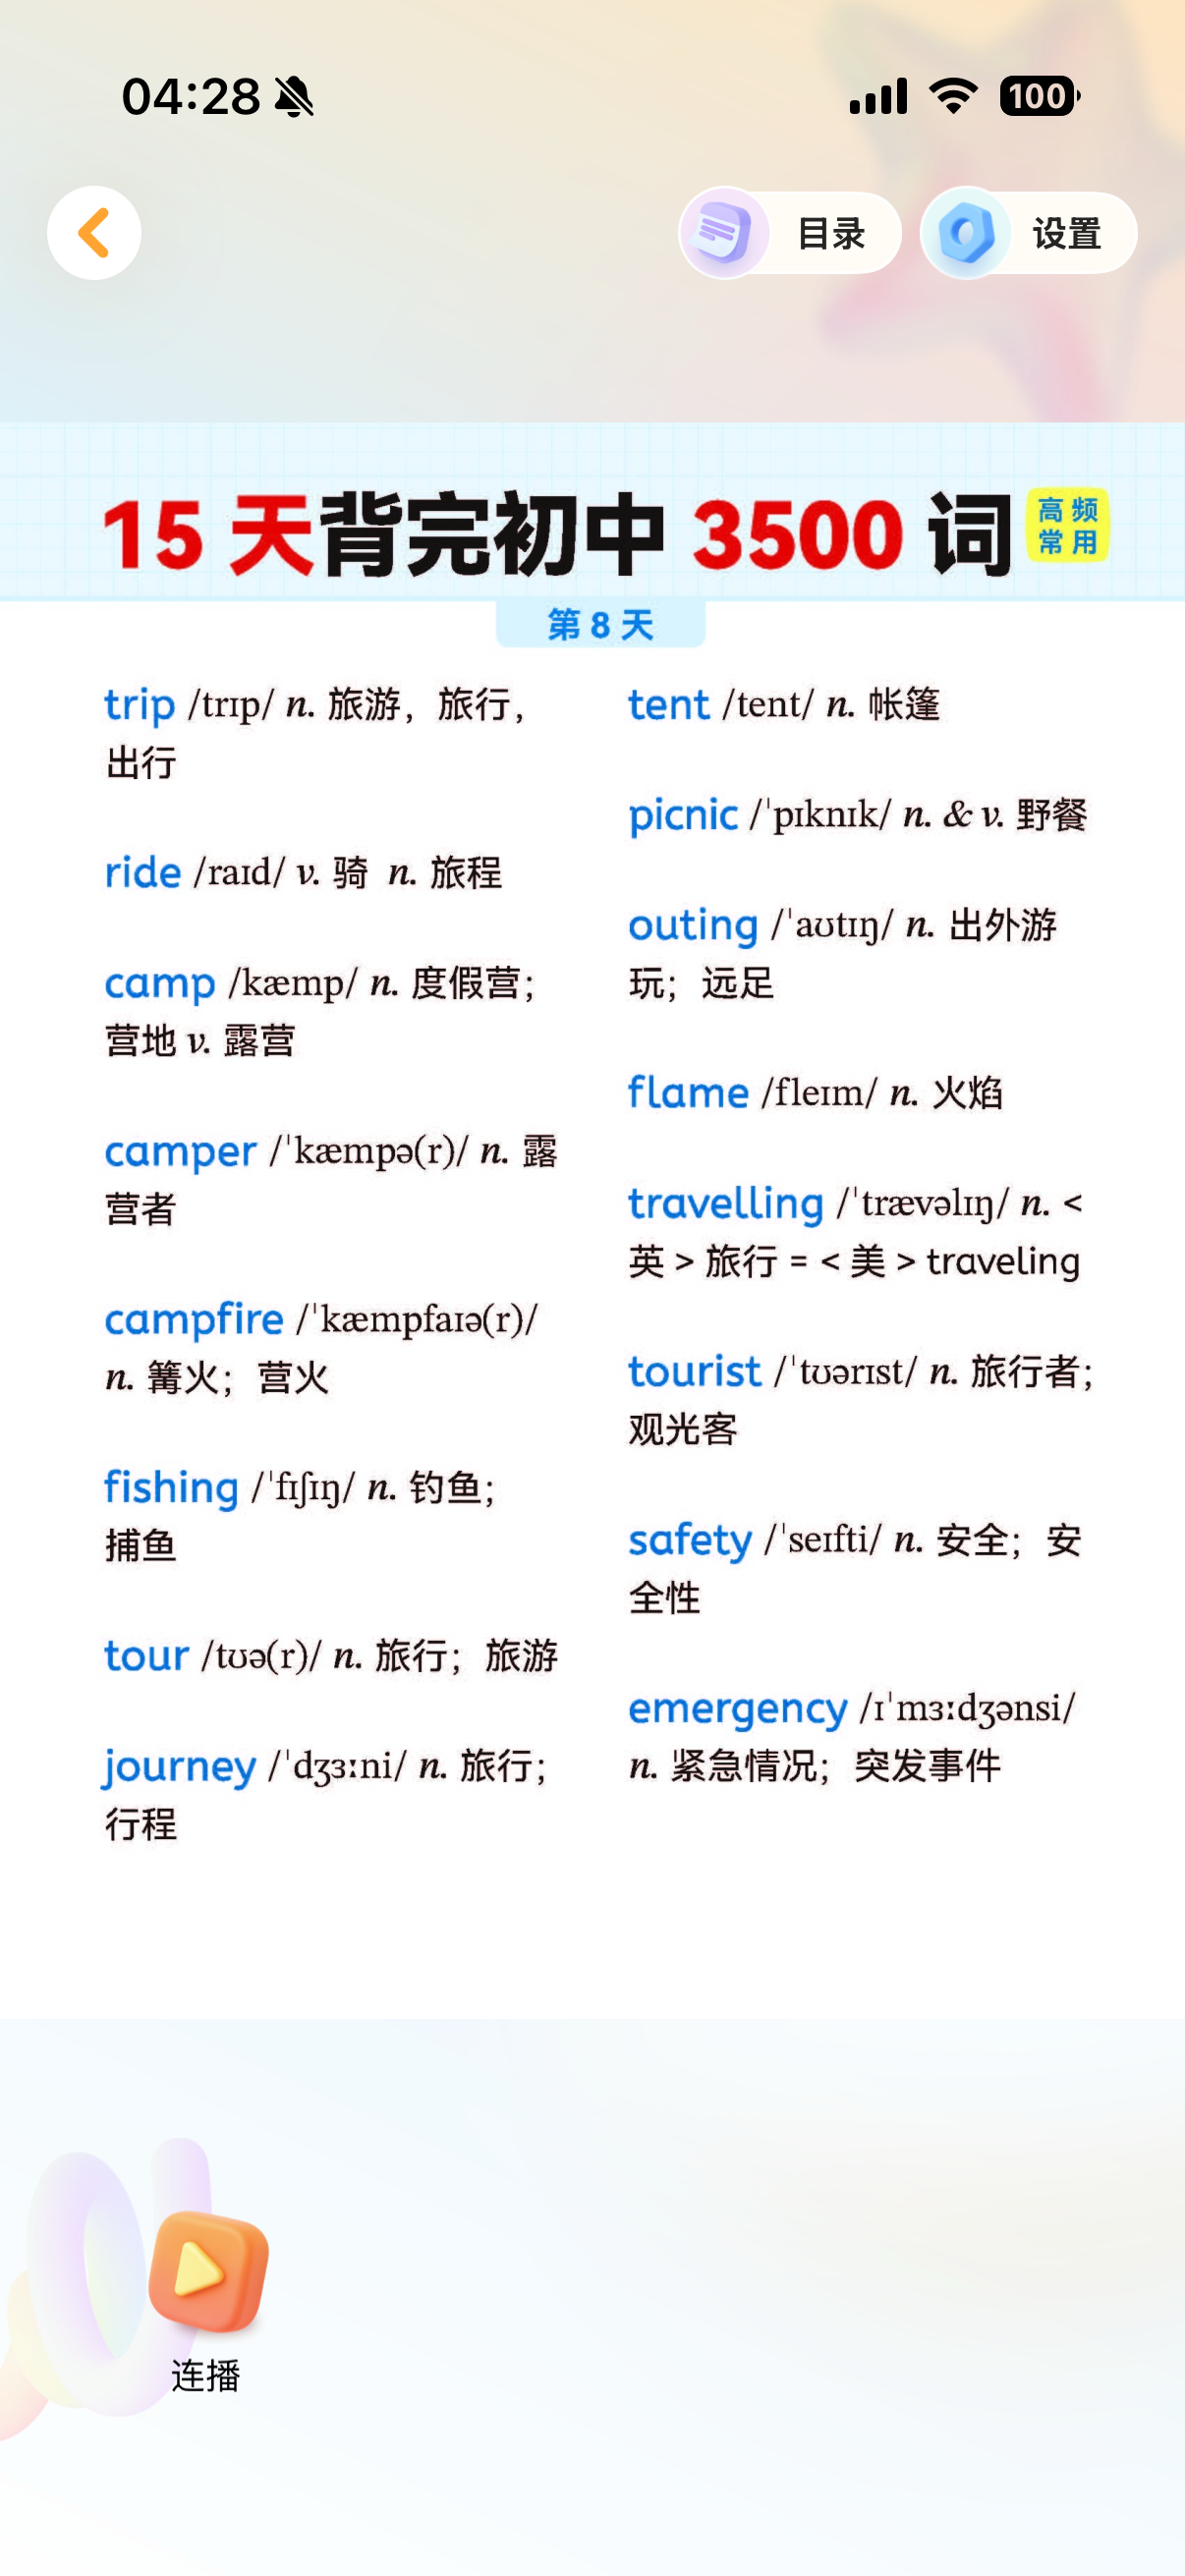 04:28
100
目录
设置
15 天背完初中 3500 词
高频
常用
第 8 天
trip /trɪp/ n. 旅游，旅行，
出行
ride /raɪd/ v. 骑 n. 旅程
camp /kæmp/ n. 度假营；
营地 v. 露营
camper /ˈkæmpə(r)/ n. 露
营者
campfire /ˈkæmpfaɪə(r)/
n. 篝火；营火
fishing /ˈfɪʃɪŋ/ n. 钓鱼；
捕鱼
tour /tʊə(r)/ n. 旅行；旅游
journey /ˈdʒɜːni/ n. 旅行；
行程
tent /tent/ n. 帐篷
picnic /ˈpɪknɪk/ n. & v. 野餐
outing /ˈaʊtɪŋ/ n. 出外游
玩；远足
flame /fleɪm/ n. 火焰
travelling /ˈtrævəlɪŋ/ n. <
英 > 旅行 = < 美 > traveling
tourist /ˈtʊərɪst/ n. 旅行者；
观光客
safety /ˈseɪfti/ n. 安全；安
全性
emergency /ɪˈmɜːdʒənsi/
n. 紧急情况；突发事件
连播